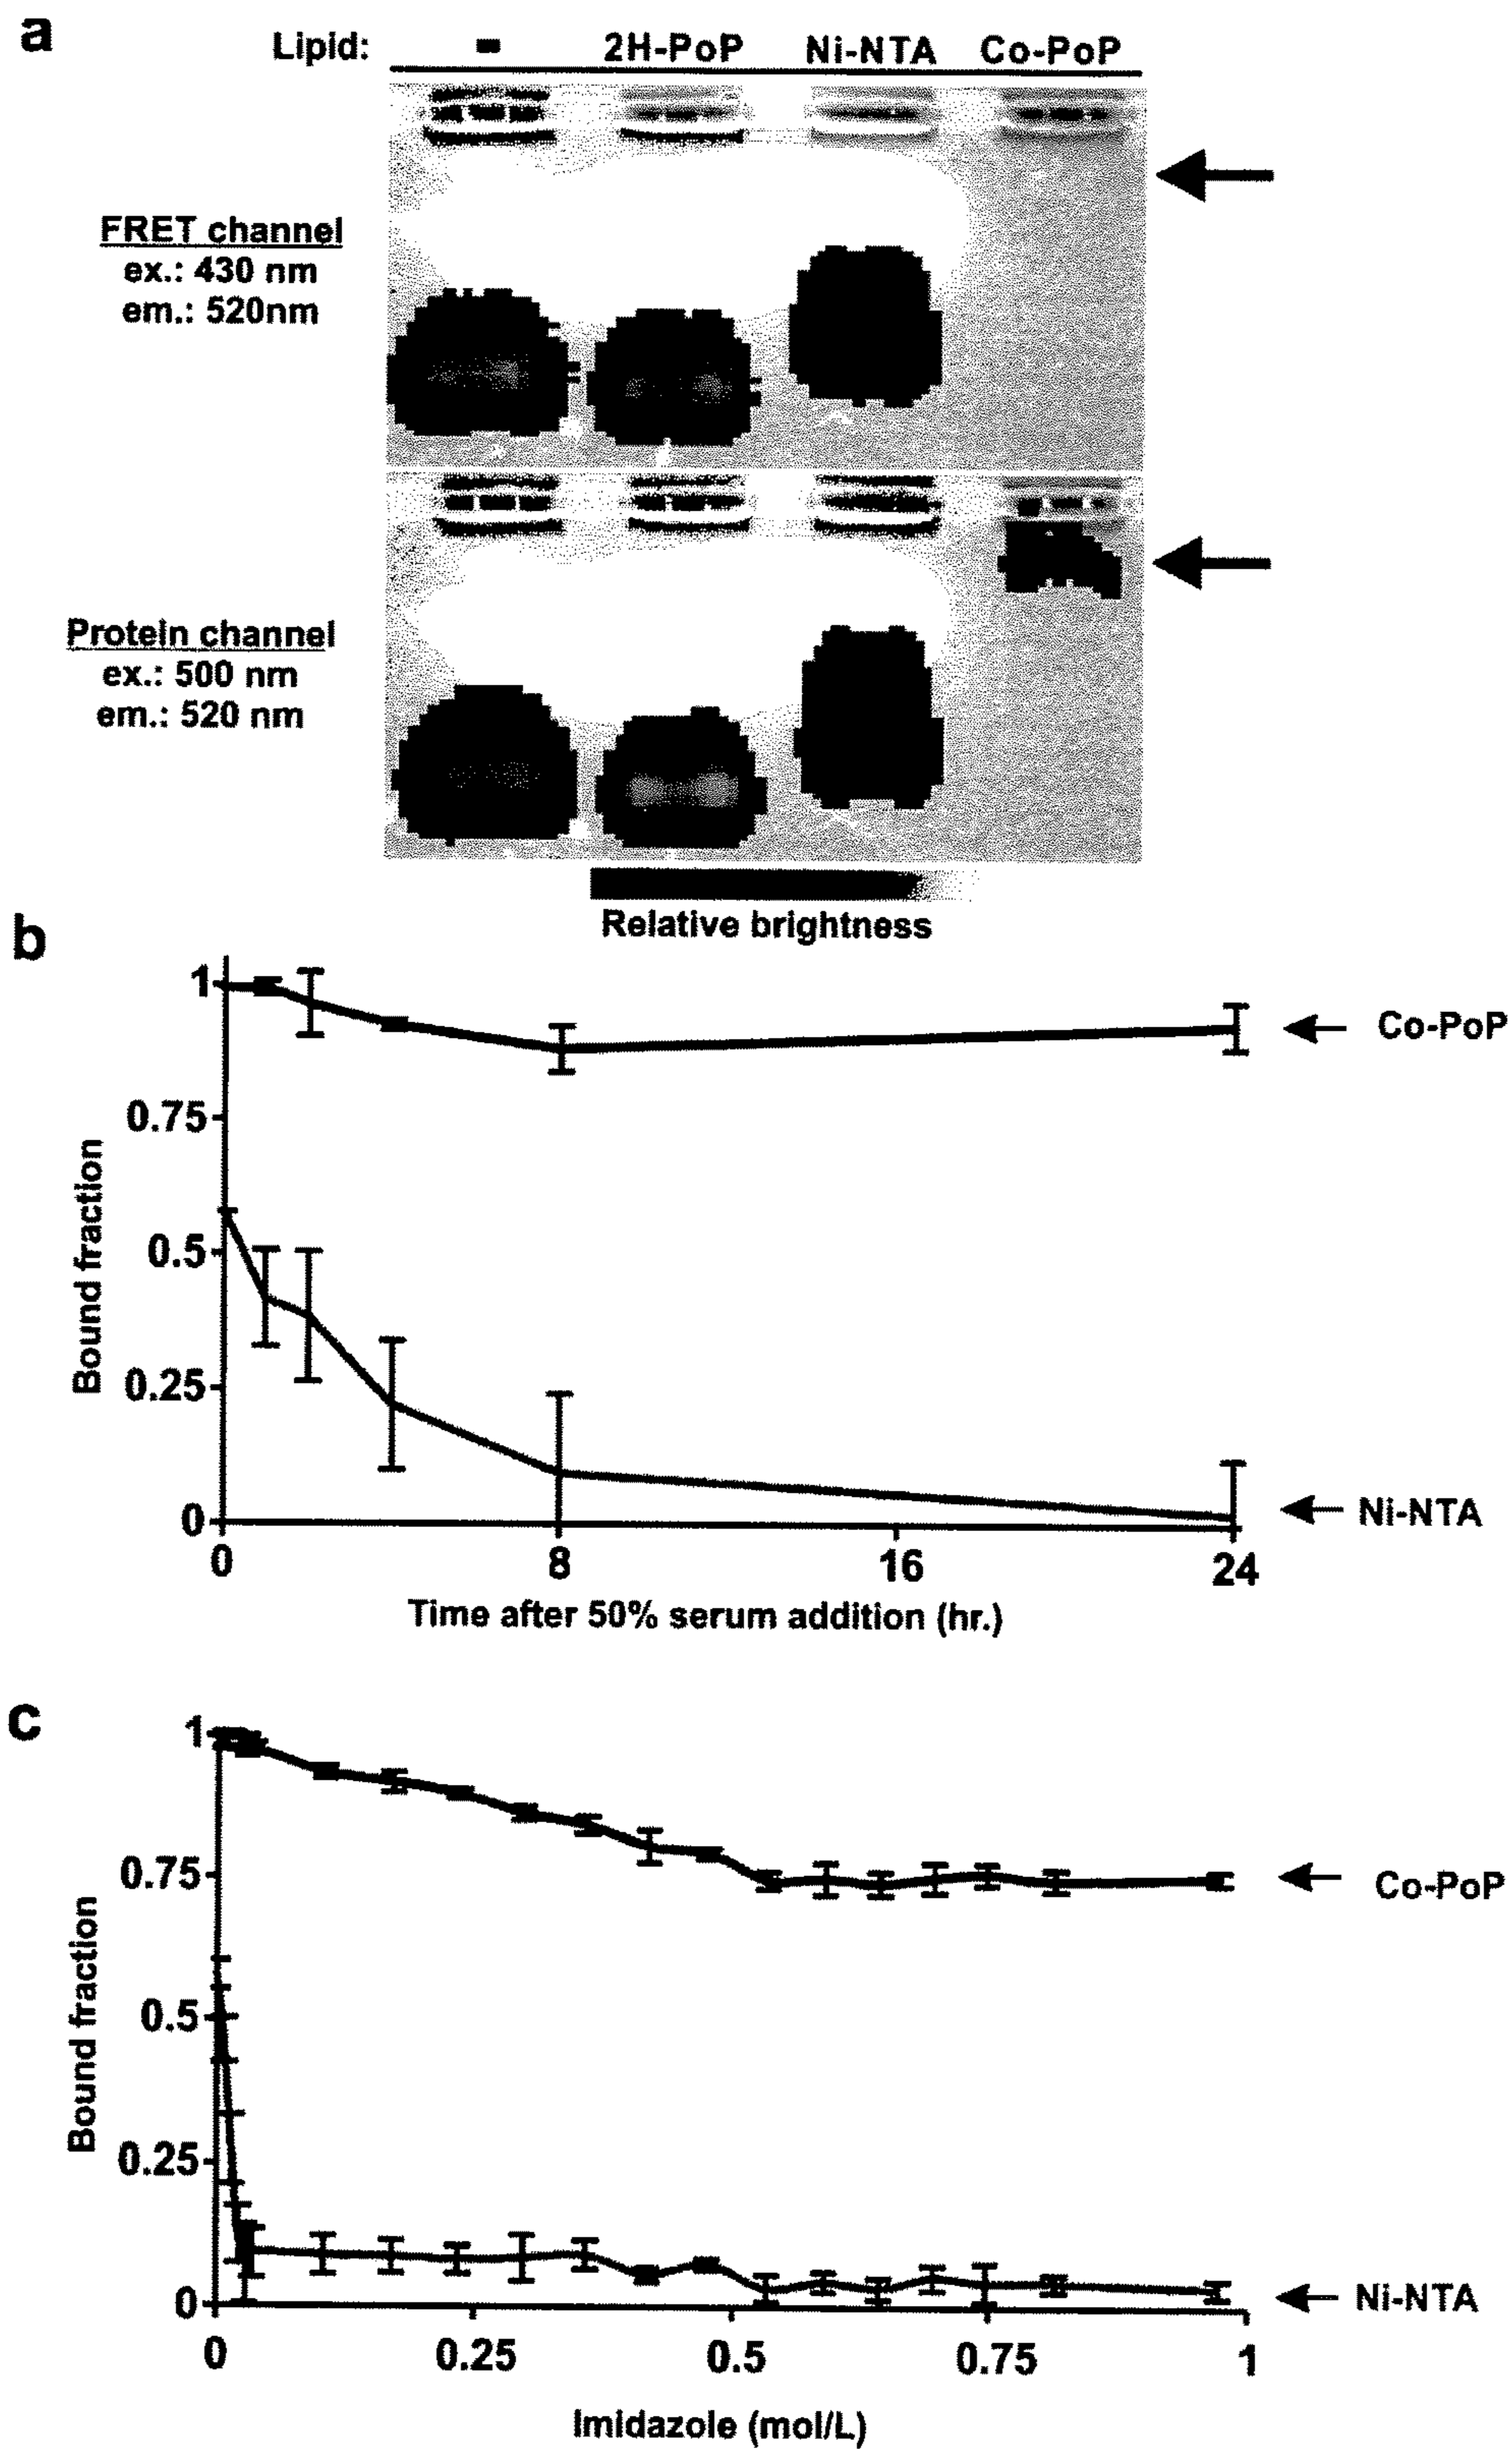 a
Lipid: - 2H-PoP Ni-NTA Co-PoP
FRET channel
ex.: 430 nm
em.: 520nm
Protein channel
ex.: 500 nm
em.: 520 nm
Relative brightness
b
1
0.75
0.5
0.25
0
Bound fraction
Co-PoP
Ni-NTA
0 8 16 24
Time after 50% serum addition (hr.)
c
1
0.75
0.5
0.25
0
Bound fraction
Co-PoP
Ni-NTA
0 0.25 0.5 0.75 1
Imidazole (mol/L)